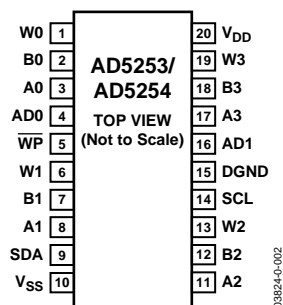 W0 1
B0 2
A0 3
AD0 4
WP 5
W1 6
B1 7
A1 8
SDA 9
VSS 10
AD5253/
AD5254
TOP VIEW
(Not to Scale)
20 VDD
19 W3
18 B3
17 A3
16 AD1
15 DGND
14 SCL
13 W2
12 B2
11 A2
03824-0-002